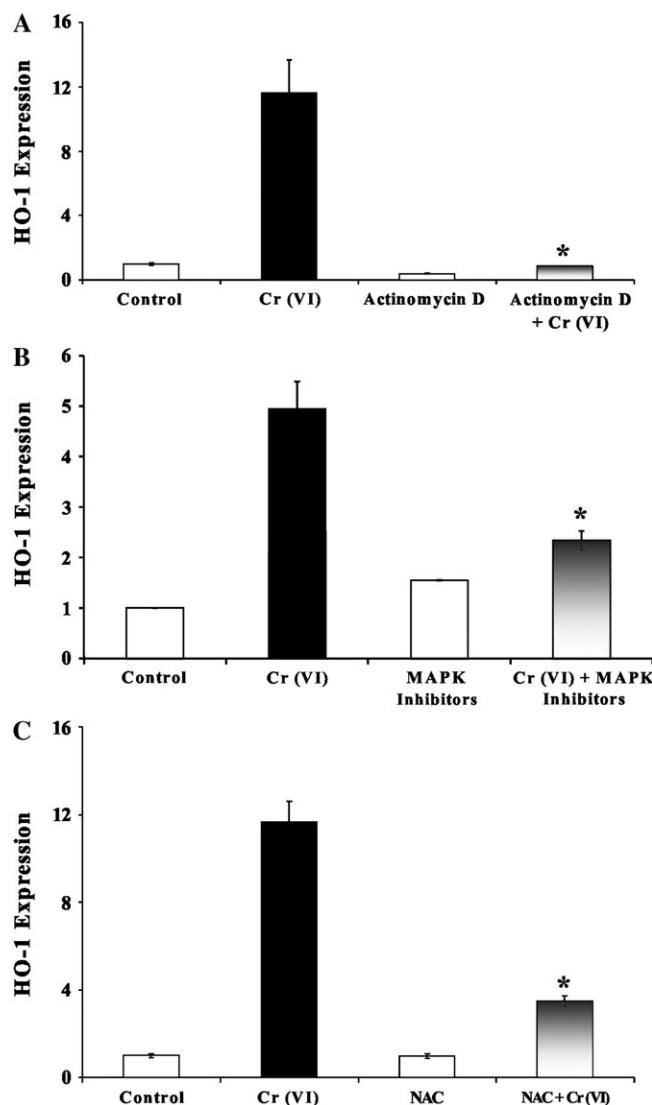 A
HO-1 Expression
16
12
8
4
0
*
Control Cr (VI) Actinomycin D Actinomycin D
+ Cr (VI)
B
HO-1 Expression
6
5
4
3
2
1
0
*
Control Cr (VI) MAPK Cr (VI) + MAPK
Inhibitors Inhibitors
C
HO-1 Expression
16
12
8
4
0
*
Control Cr (VI) NAC NAC+Cr(VI)